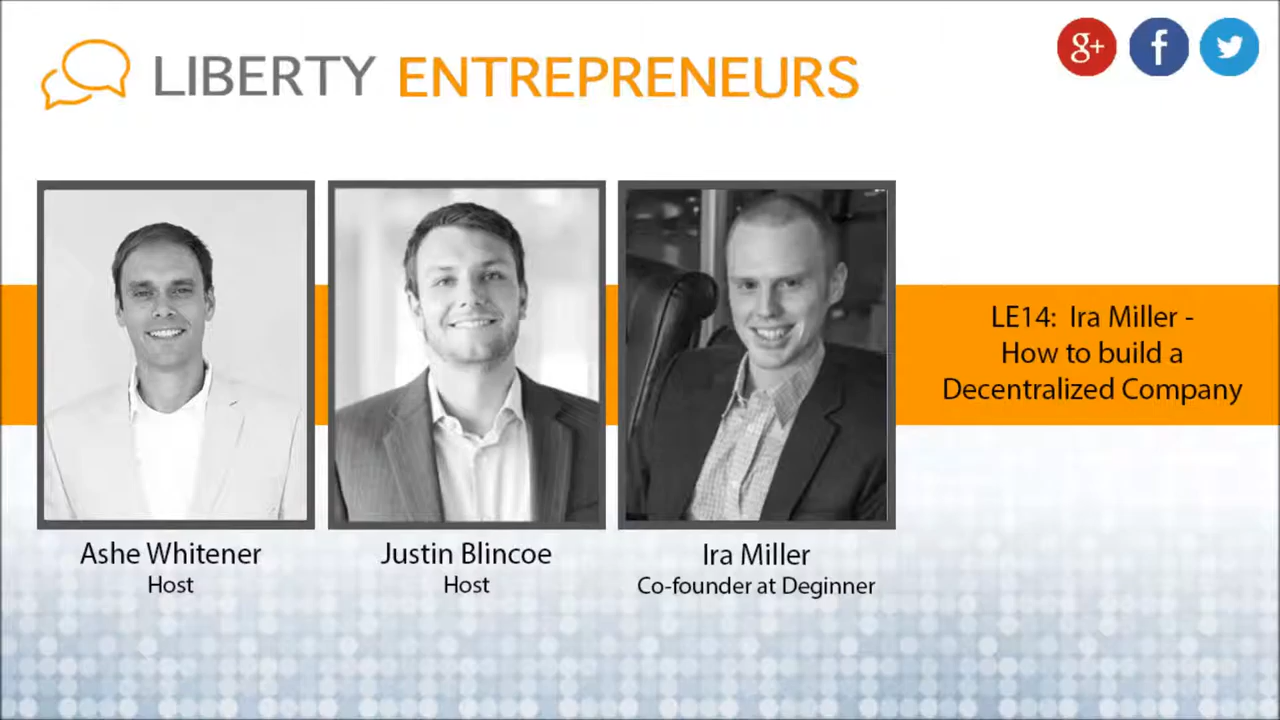 LIBERTY ENTREPRENEURS
g+ f
LE14: Ira Miller -
How to build a
Decentralized Company
Ashe Whitener
Host
Justin Blincoe
Host
Ira Miller
Co-founder at Deginner